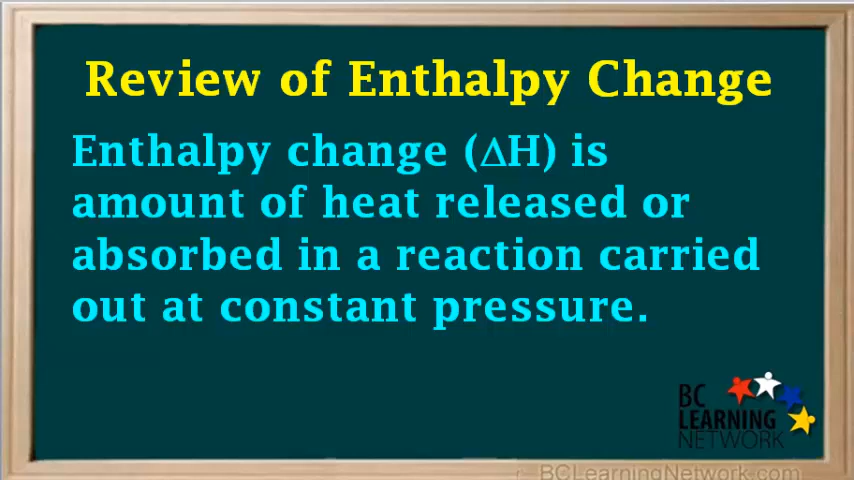 Review of Enthalpy Change
Enthalpy change (ΔH) is
amount of heat released or
absorbed in a reaction carried
out at constant pressure.
BC
LEARNING
NETWORK
BCLearningNetwork.com